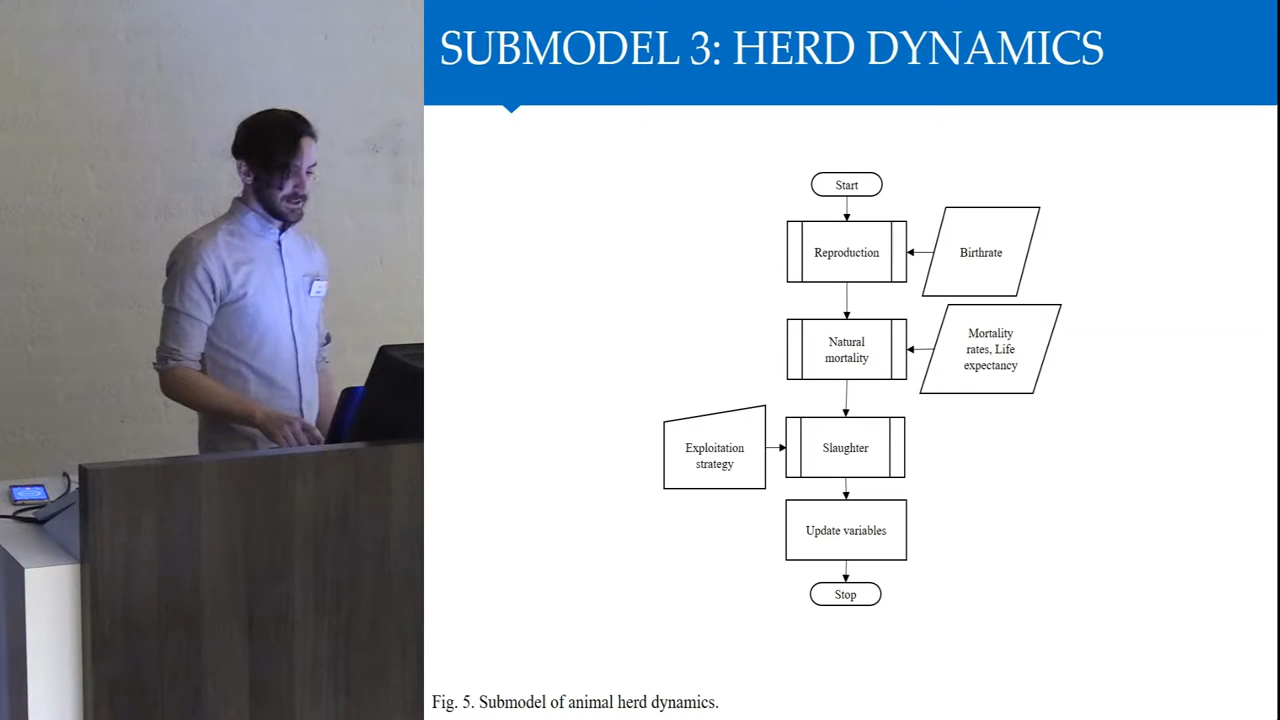 SUBMODEL 3: HERD DYNAMICS
Start
Reproduction
Birthrate
Natural
mortality
Mortality
rates, Life
expectancy
Exploitation
strategy
Slaughter
Update variables
Stop
Fig. 5. Submodel of animal herd dynamics.